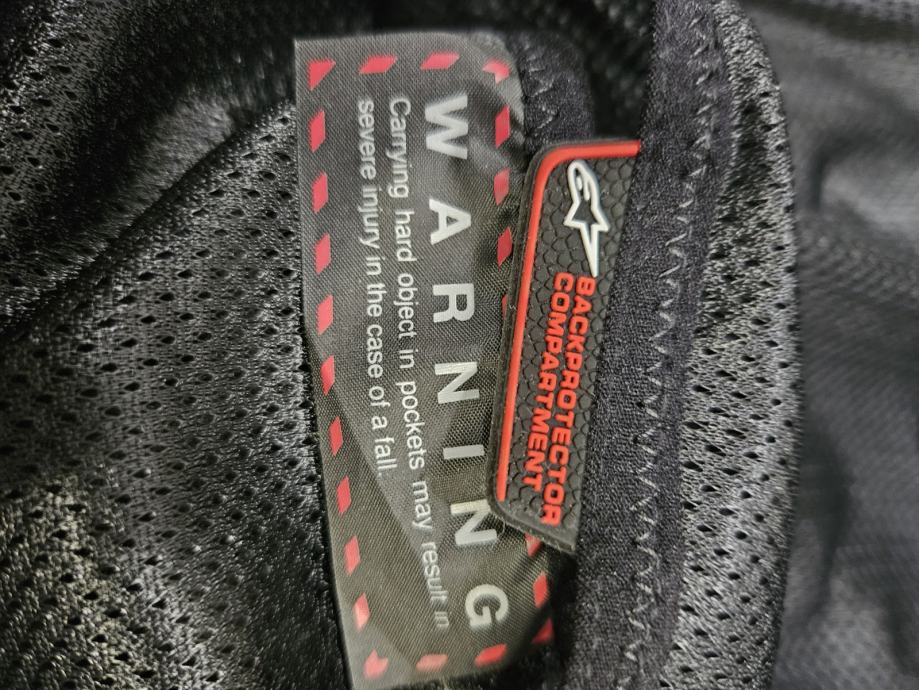 BACKPROTECTOR
COMPARTMENT
WARNING
Carrying hard object in pockets may result in
severe injury in the case of a fall.